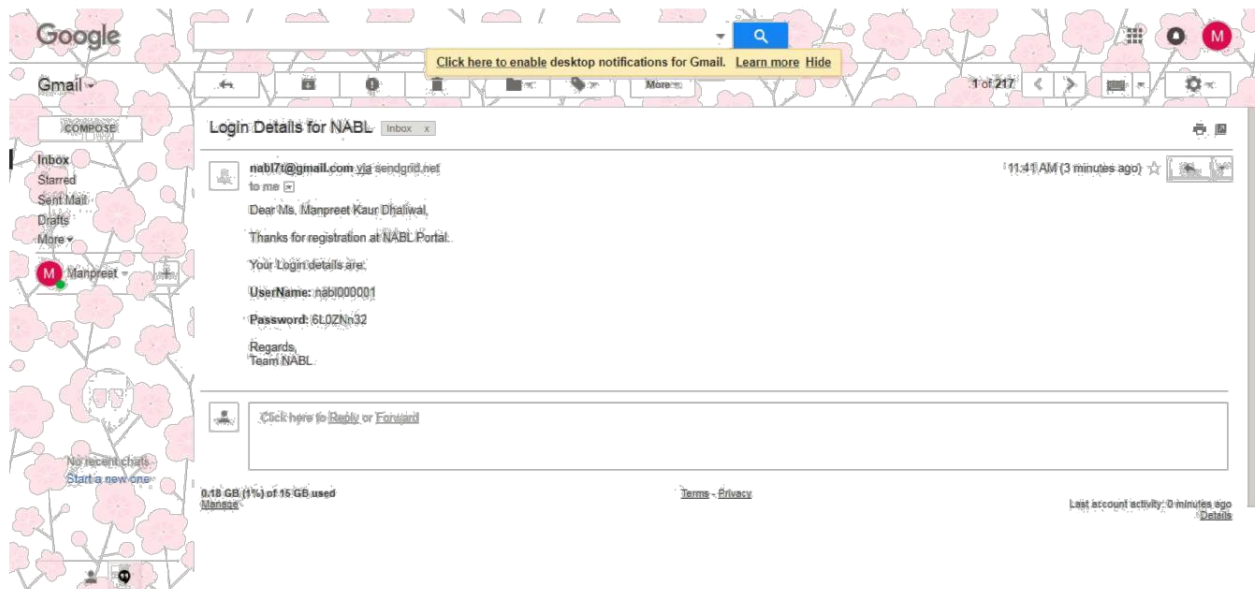 Google
Click here to enable desktop notifications for Gmail. Learn more Hide
Gmail
More
1 of 217
COMPOSE
Inbox
Starred
Sent Mail
Drafts
More
Manpreet
No recent chats
Start a new one
Login Details for NABL Inbox x
nabl7t@gmail.com via sendgrid.net
11:41 AM (3 minutes ago)
to me
Dear Ms. Manpreet Kaur Dhaliwal,
Thanks for registration at NABL Portal.
Your Login details are:
UserName: nabl000001
Password: 6L0ZNn32
Regards,
Team NABL
Click here to Reply or Forward
0.18 GB (1%) of 15 GB used
Manage
Terms - Privacy
Last account activity: 0 minutes ago
Details
M
M